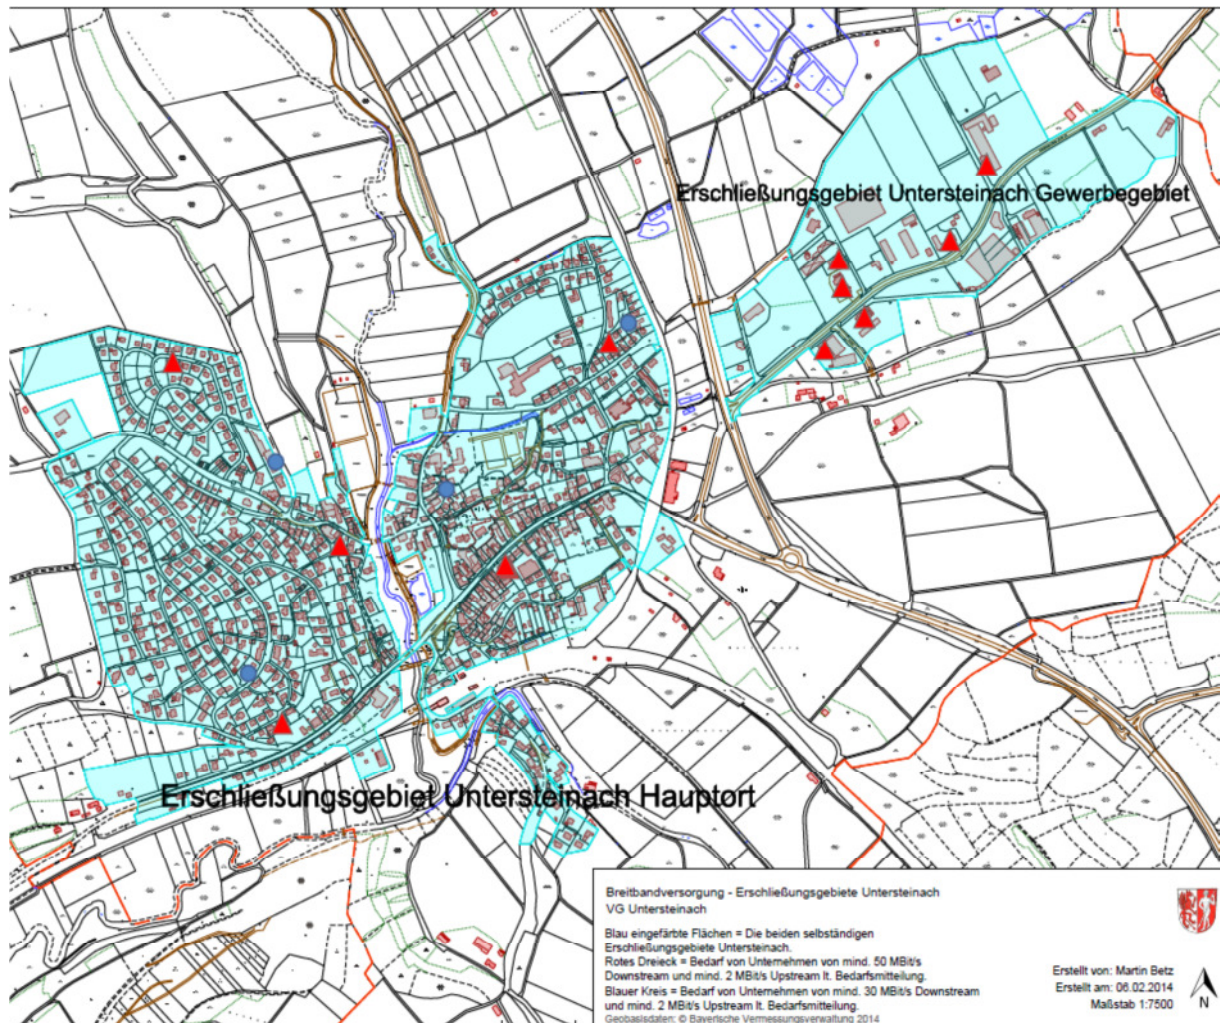 Erschließungsgebiet Untersteinach Gewerbegebiet
Erschließungsgebiet Untersteinach Hauptort
Breitbandversorgung - Erschließungsgebiete Untersteinach
VG Untersteinach
Blau eingefärbte Flächen = Die beiden selbständigen
Erschließungsgebiete Untersteinach.
Rotes Dreieck = Bedarf von Unternehmen von mind. 50 MBit/s
Downstream und mind. 2 MBit/s Upstream lt. Bedarfsmitteilung.
Blauer Kreis = Bedarf von Unternehmen von mind. 30 MBit/s Downstream
und mind. 2 MBit/s Upstream lt. Bedarfsmitteilung.
Geobasisdaten: © Bayerische Vermessungsverwaltung 2014
Erstellt von: Martin Betz
Erstellt am: 06.02.2014
Maßstab 1:7500
N